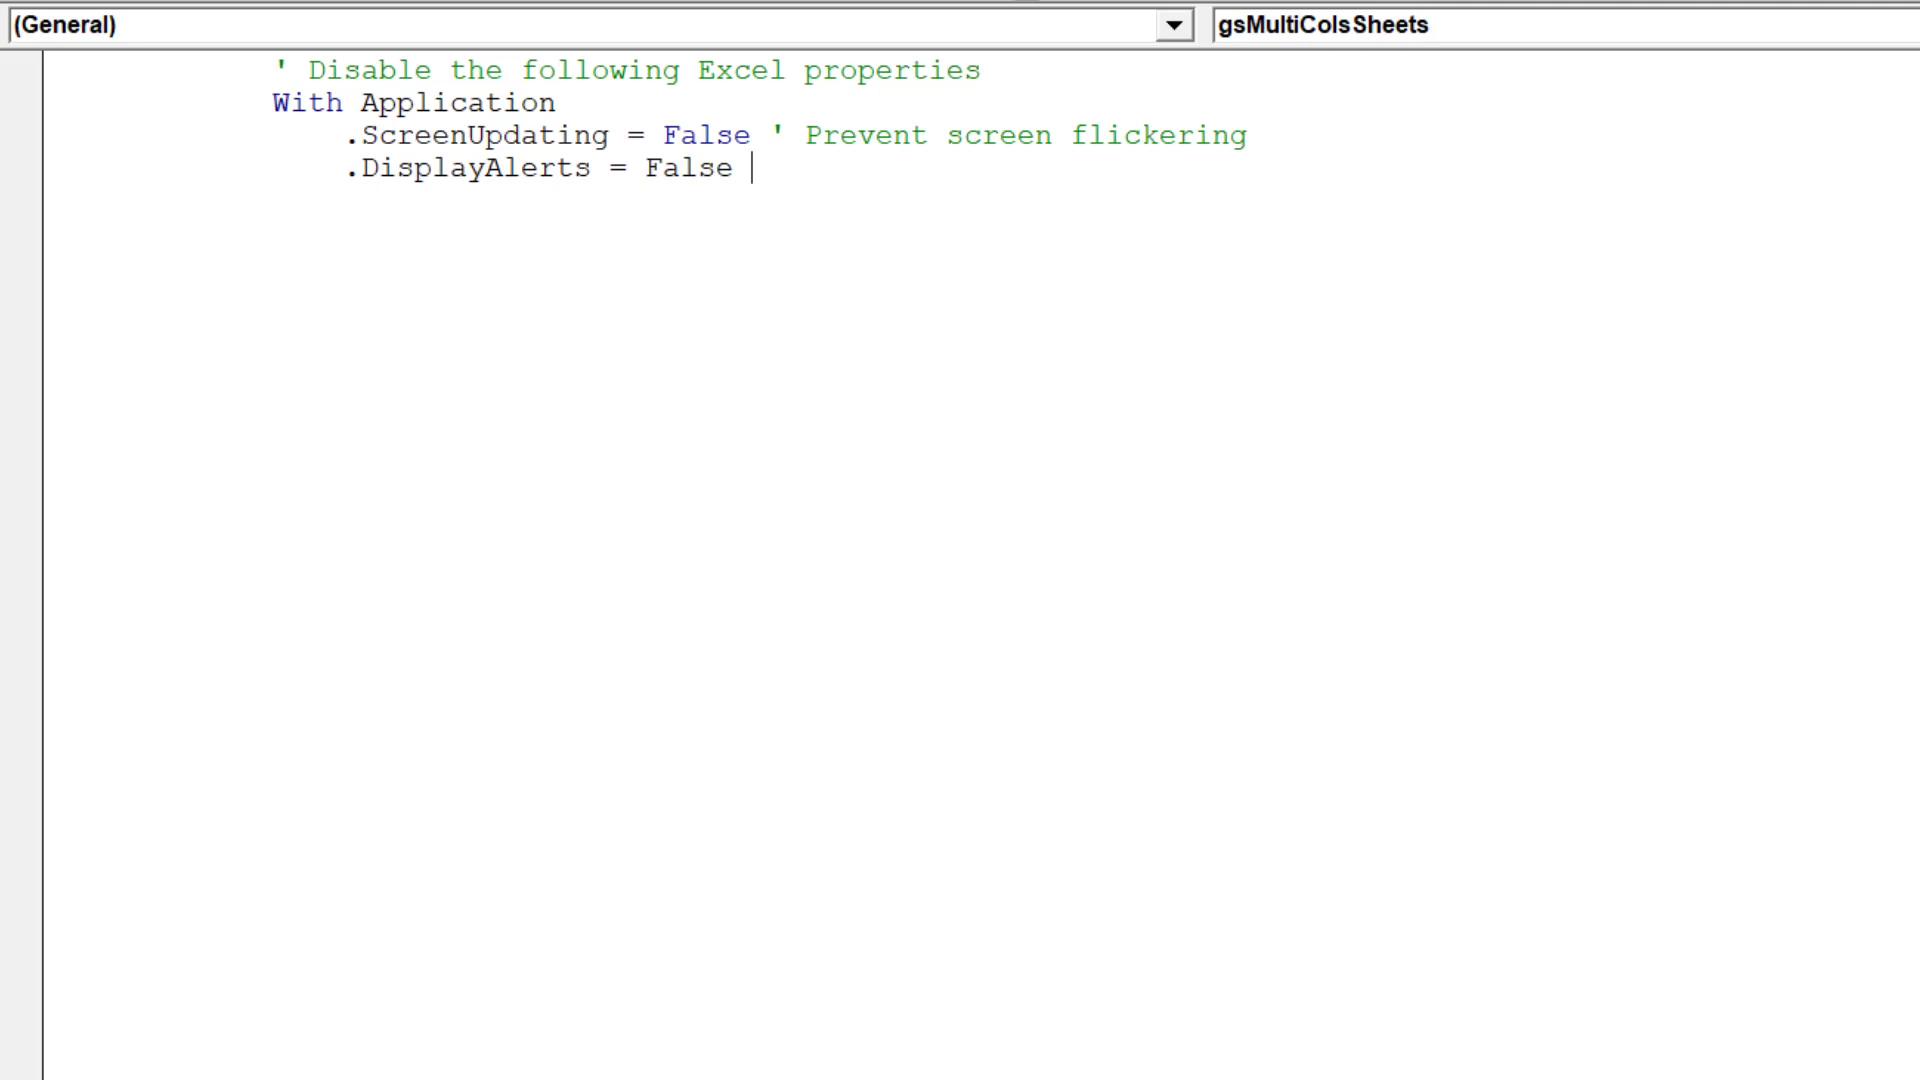 (General)
gsMultiColsSheets
' Disable the following Excel properties
With Application
.ScreenUpdating = False ' Prevent screen flickering
.DisplayAlerts = False